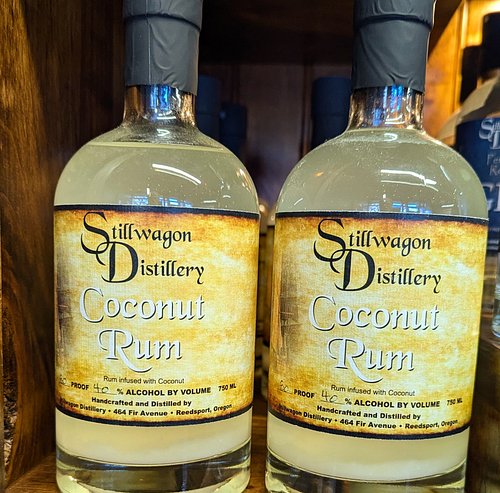 Stillwagon
Distillery
Coconut
Rum
Rum infused with Coconut
PROOF 40 % ALCOHOL BY VOLUME 750 ML
Handcrafted and Distilled by
Stillwagon Distillery • 464 Fir Avenue • Reedsport, Oregon
Stillwagon
Distillery
Coconut
Rum
Rum infused with Coconut
PROOF 40 % ALCOHOL BY VOLUME 750 ML
Handcrafted and Distilled by
Stillwagon Distillery • 464 Fir Avenue • Reedsport, Oregon